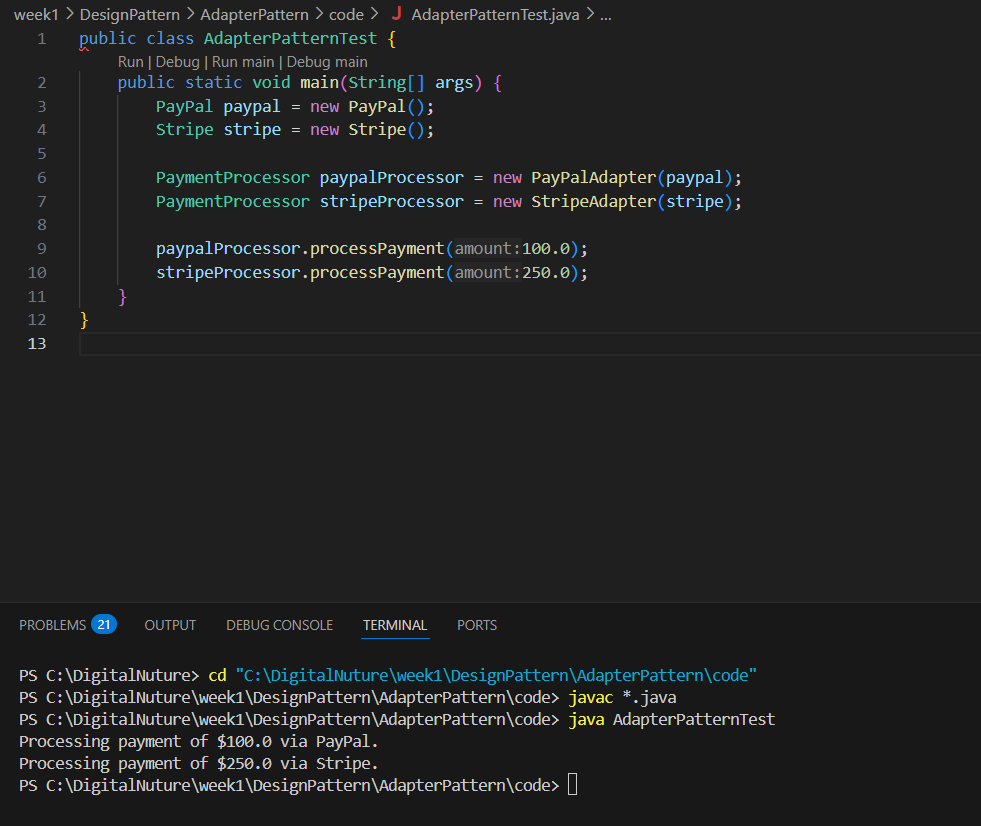 week1 > DesignPattern > AdapterPattern > code > J AdapterPatternTest.java > ...
1 public class AdapterPatternTest {
Run | Debug | Run main | Debug main
2 public static void main(String[] args) {
3 PayPal paypal = new PayPal();
4 Stripe stripe = new Stripe();
5
6 PaymentProcessor paypalProcessor = new PayPalAdapter(paypal);
7 PaymentProcessor stripeProcessor = new StripeAdapter(stripe);
8
9 paypalProcessor.processPayment(amount:100.0);
10 stripeProcessor.processPayment(amount:250.0);
11 }
12 }
13
PROBLEMS 21 OUTPUT DEBUG CONSOLE TERMINAL PORTS
PS C:\DigitalNuture> cd "C:\DigitalNuture\week1\DesignPattern\AdapterPattern\code"
PS C:\DigitalNuture\week1\DesignPattern\AdapterPattern\code> javac *.java
PS C:\DigitalNuture\week1\DesignPattern\AdapterPattern\code> java AdapterPatternTest
Processing payment of $100.0 via PayPal.
Processing payment of $250.0 via Stripe.
PS C:\DigitalNuture\week1\DesignPattern\AdapterPattern\code>